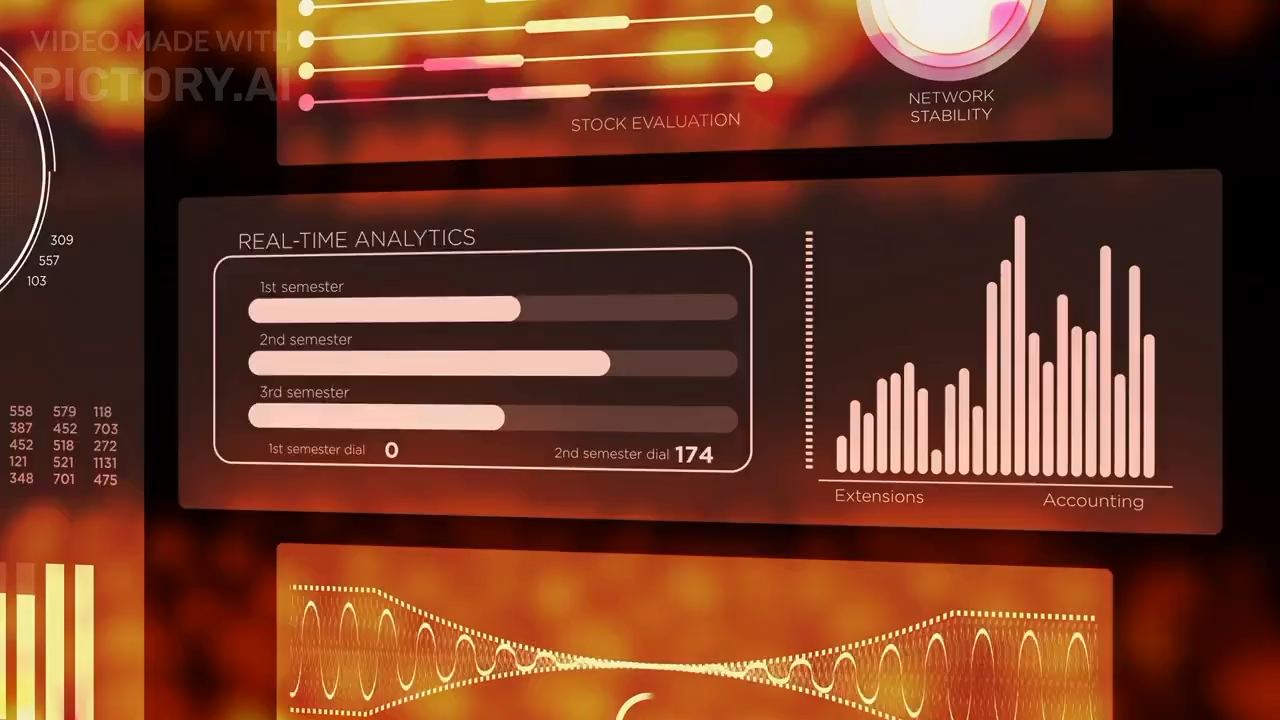 VIDEO MADE WITH
PICTORY.AI
STOCK EVALUATION
NETWORK
STABILITY
309
557
103
REAL-TIME ANALYTICS
1st semester
2nd semester
3rd semester
1st semester dial 0
2nd semester dial 174
Extensions
Accounting
558 579 118
387 452 703
452 518 272
121 521 1131
348 701 475